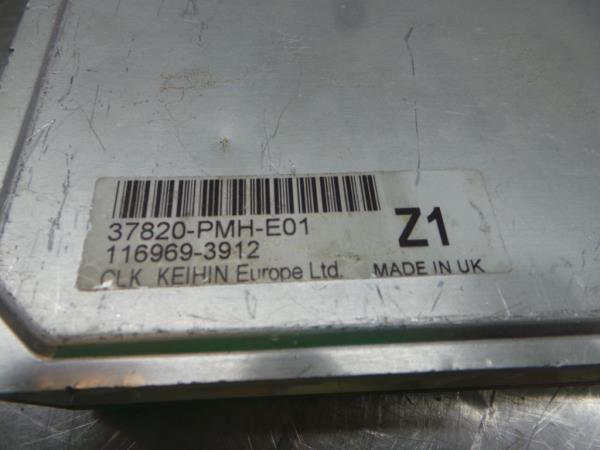 37820-PMH-E01
Z1
116969-3912
CLK KEIHIN Europe Ltd. MADE IN UK